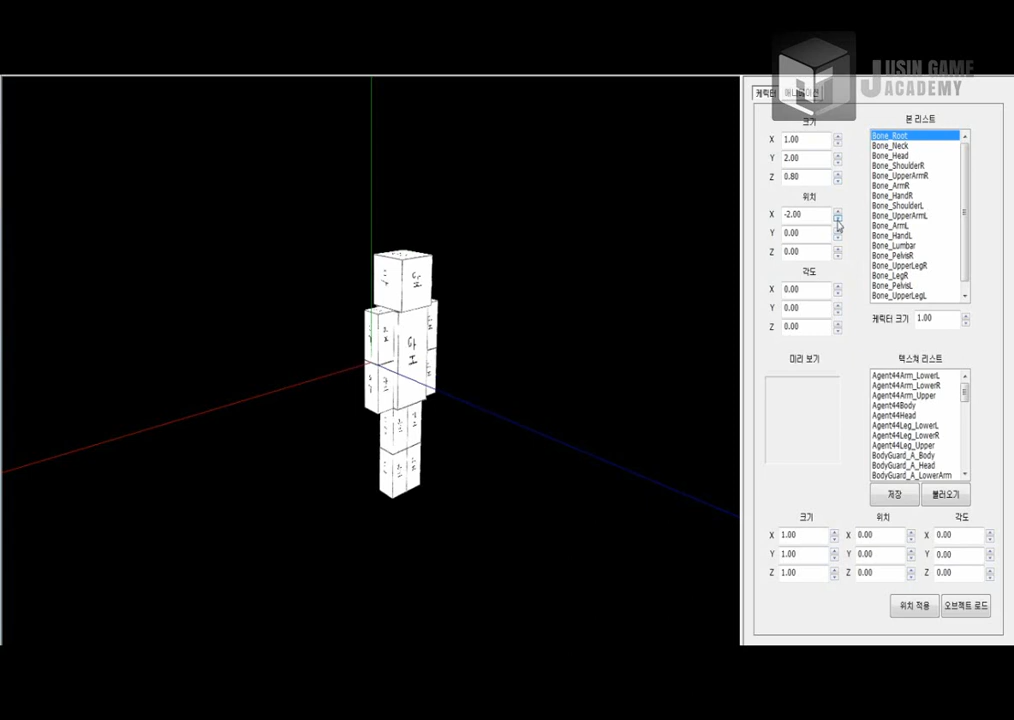 JUSIN GAME
ACADEMY
캐릭터
애니메이션
크기
X 1.00
Y 2.00
Z 0.80
위치
X -2.00
Y 0.00
Z 0.00
각도
X 0.00
Y 0.00
Z 0.00
본 리스트
Bone_Root
Bone_Neck
Bone_Head
Bone_ShoulderR
Bone_UpperArmR
Bone_ArmR
Bone_HandR
Bone_ShoulderL
Bone_UpperArmL
Bone_ArmL
Bone_HandL
Bone_Lumbar
Bone_PelvisR
Bone_UpperLegR
Bone_LegR
Bone_PelvisL
Bone_UpperLegL
케릭터 크기 1.00
미리 보기
텍스쳐 리스트
Agent44Arm_LowerL
Agent44Arm_LowerR
Agent44Arm_Upper
Agent44Body
Agent44Head
Agent44Leg_LowerL
Agent44Leg_LowerR
Agent44Leg_Upper
BodyGuard_A_Body
BodyGuard_A_Head
BodyGuard_A_LowerArm
저장
불러오기
크기 위치 각도
X 1.00 X 0.00 X 0.00
Y 1.00 Y 0.00 Y 0.00
Z 1.00 Z 0.00 Z 0.00
위치 적용
오브젝트 로드